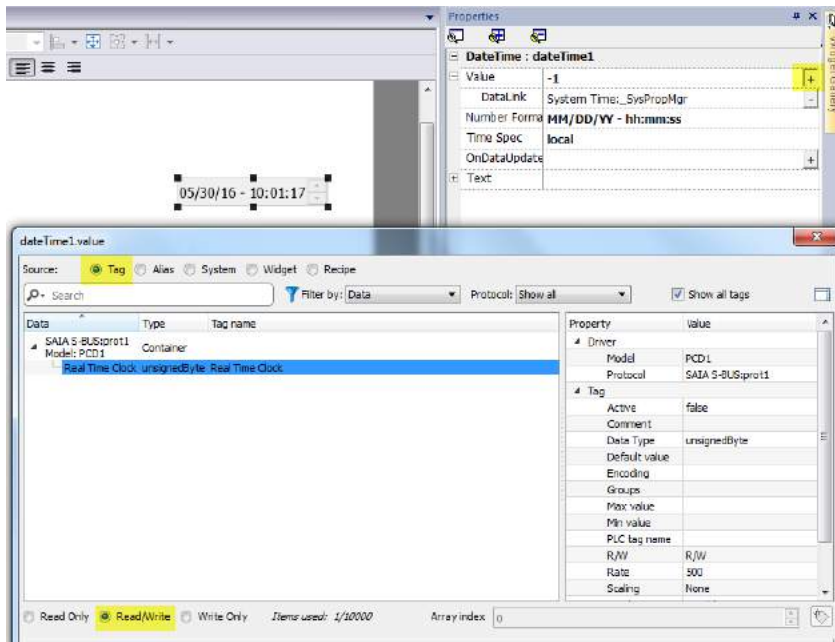 Properties
DateTime : dateTime1
Value -1 +
DataLink System Time:_SysPropMgr -
Number Forma MM/DD/YY - hh:mm:ss
Time Spec local
OnDataUpdate +
Text
05/30/16 - 10:01:17
dateTime1.value
Source: Tag Alias System Widget Recipe
Search Filter by: Data Protocol: Show all Show all tags
Data Type Tag name
SAIA S-BUS:prot1
Model: PCD1 Container
Real Time Clock unsignedByte Real Time Clock
Property Value
Driver
Model PCD1
Protocol SAIA S-BUS:prot1
Tag
Active false
Comment
Data Type unsignedByte
Default value
Encoding
Groups
Max value
Min value
PLC tag name
R/W R/W
Rate 500
Scaling None
Read Only Read/Write Write Only Items used: 1/10000 Array index 0